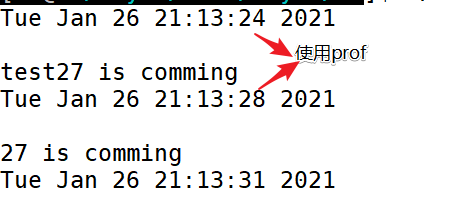 Tue Jan 26 21:13:24 2021
使用prof
test27 is comming
Tue Jan 26 21:13:28 2021
27 is comming
Tue Jan 26 21:13:31 2021